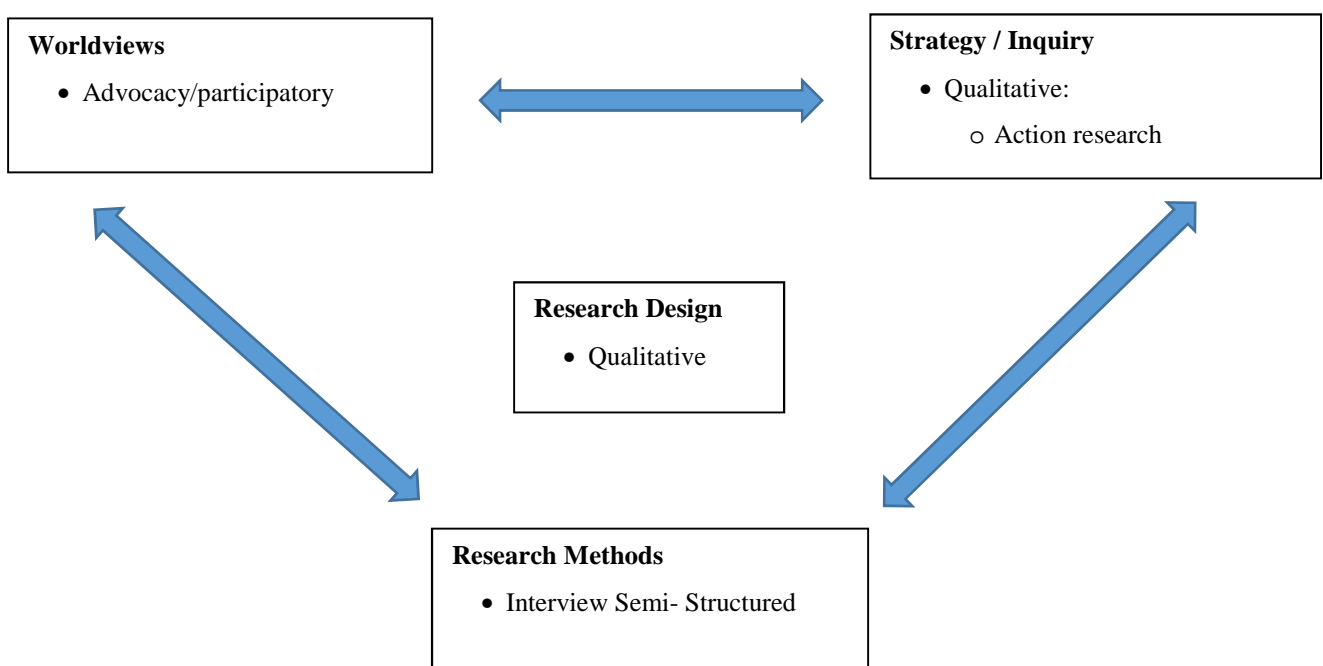 Worldviews
• Advocacy/participatory
Strategy / Inquiry
• Qualitative:
o Action research
Research Design
• Qualitative
Research Methods
• Interview Semi- Structured